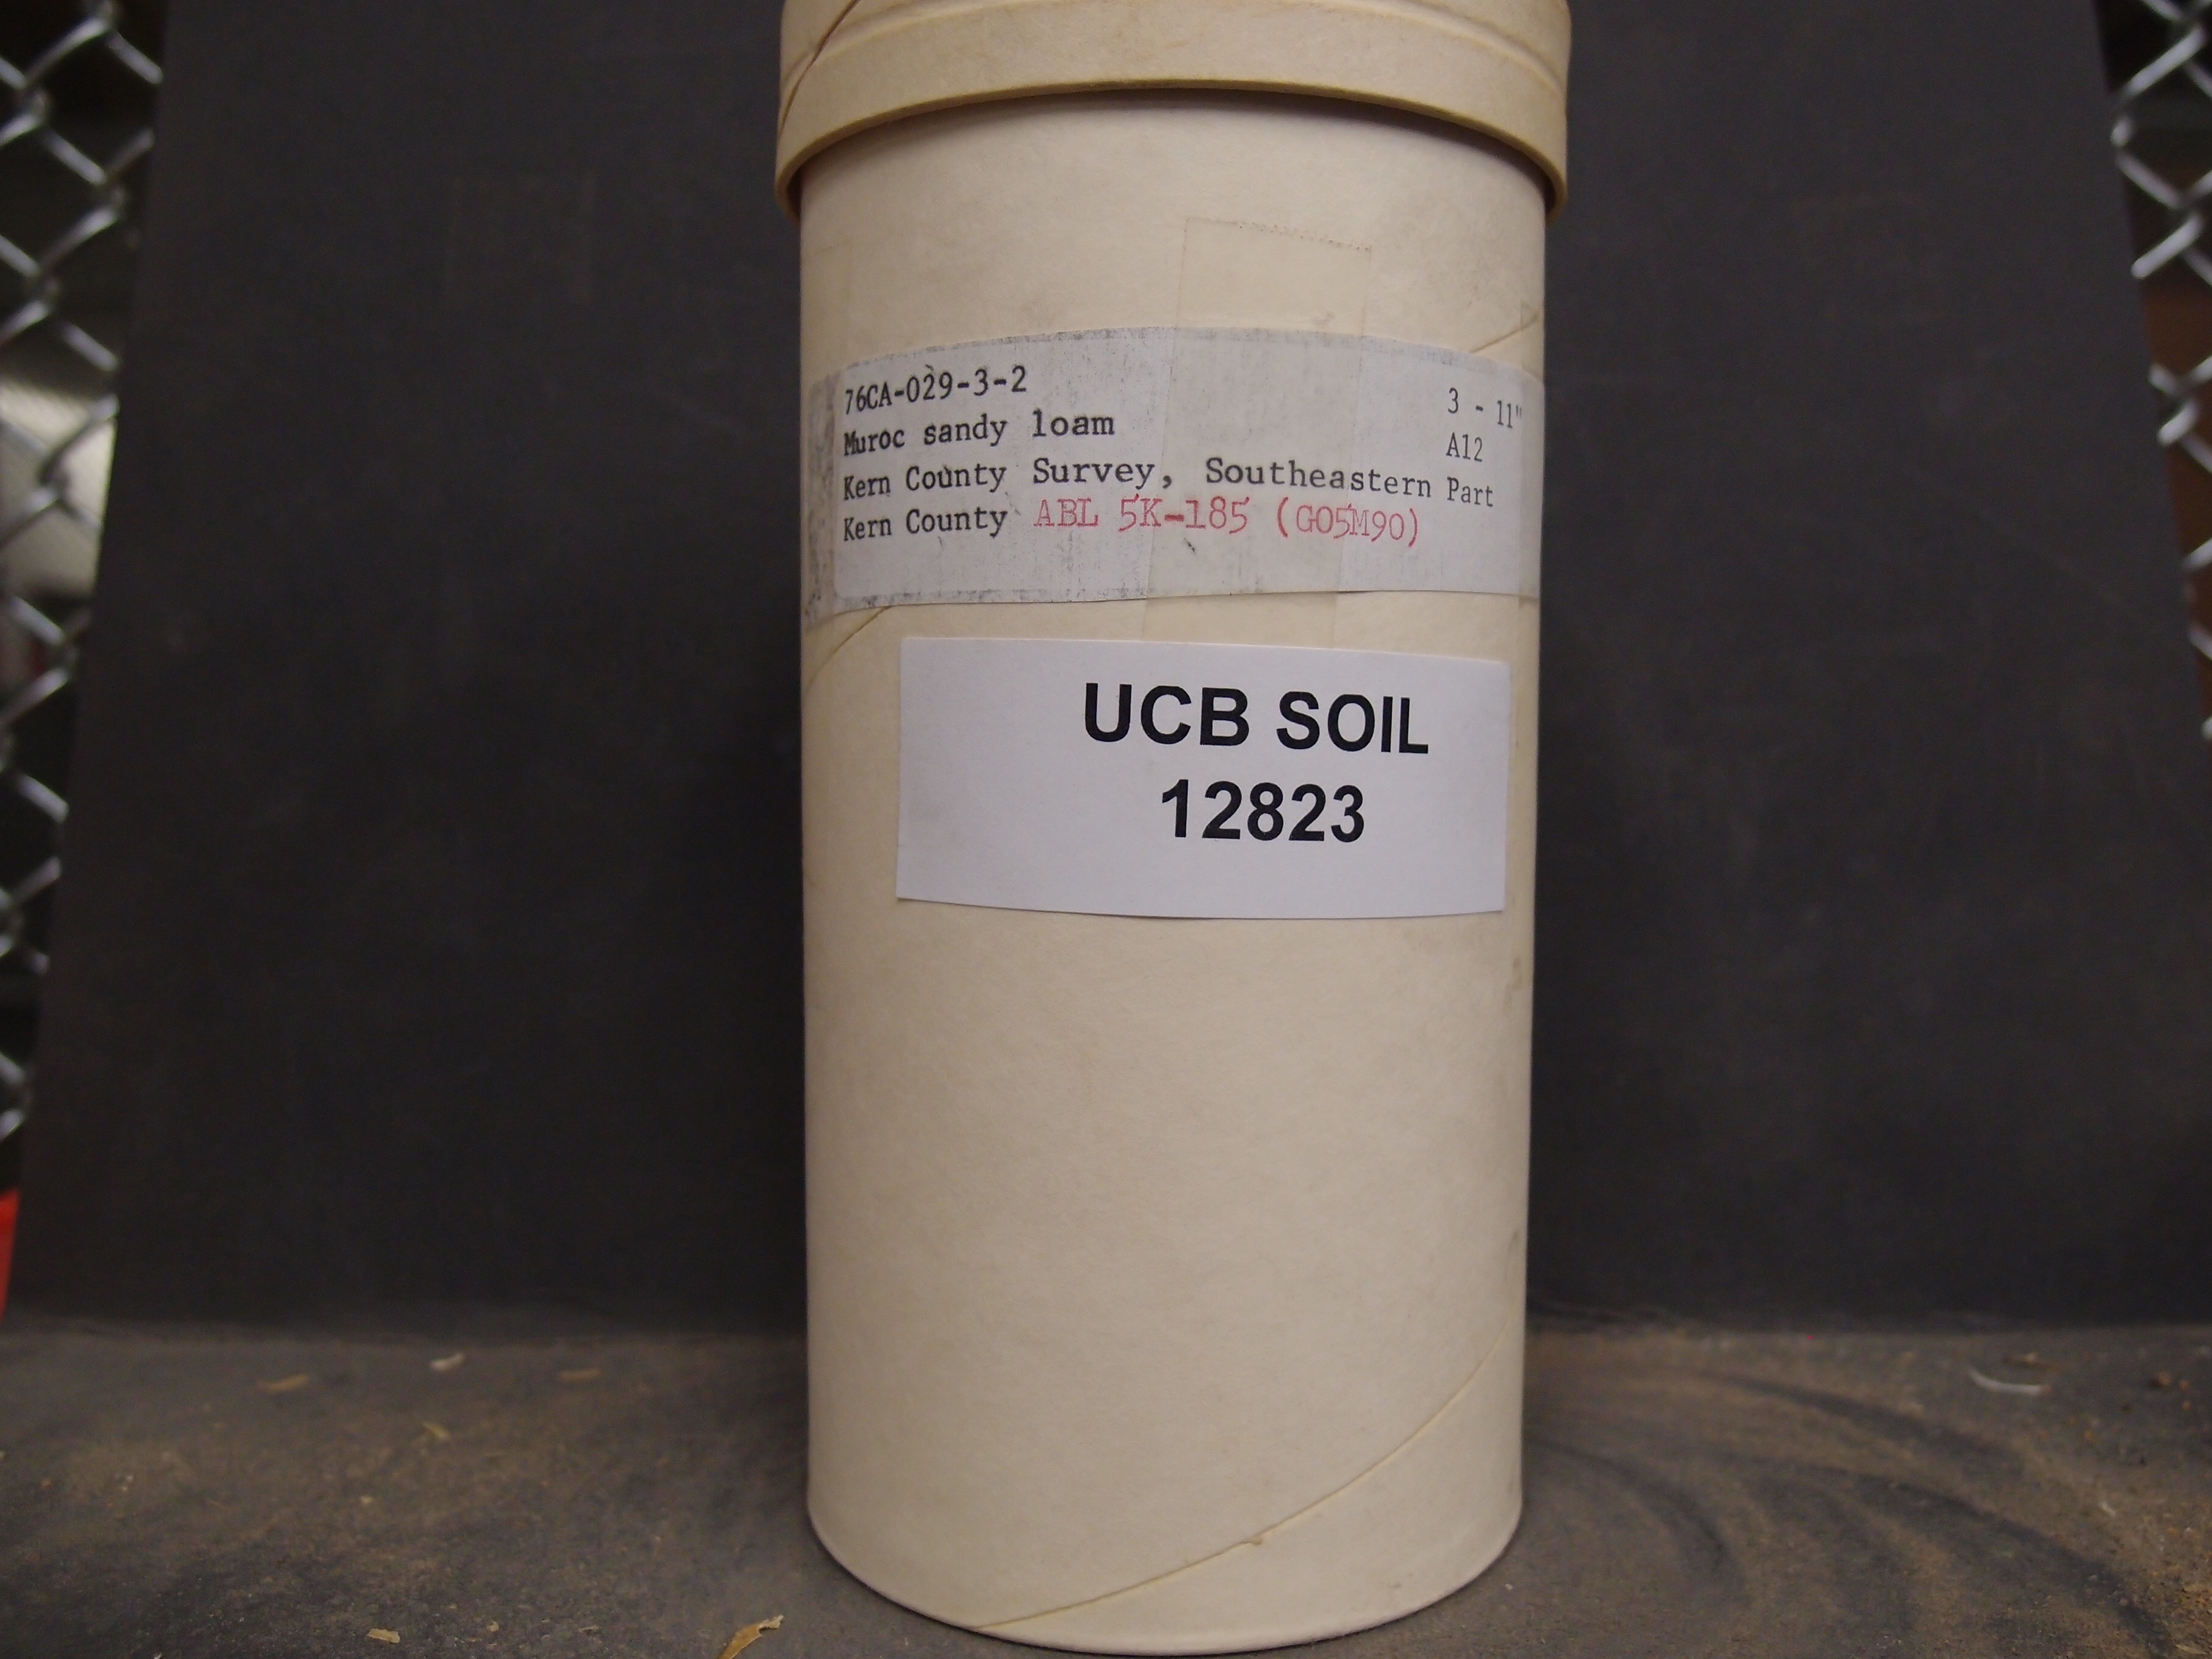 76CA-029-3-2 3 - 11"
Muroc sandy loam A12
Kern County Survey, Southeastern Part
Kern County ABL 5K-185 (G05M90)
UCB SOIL
12823